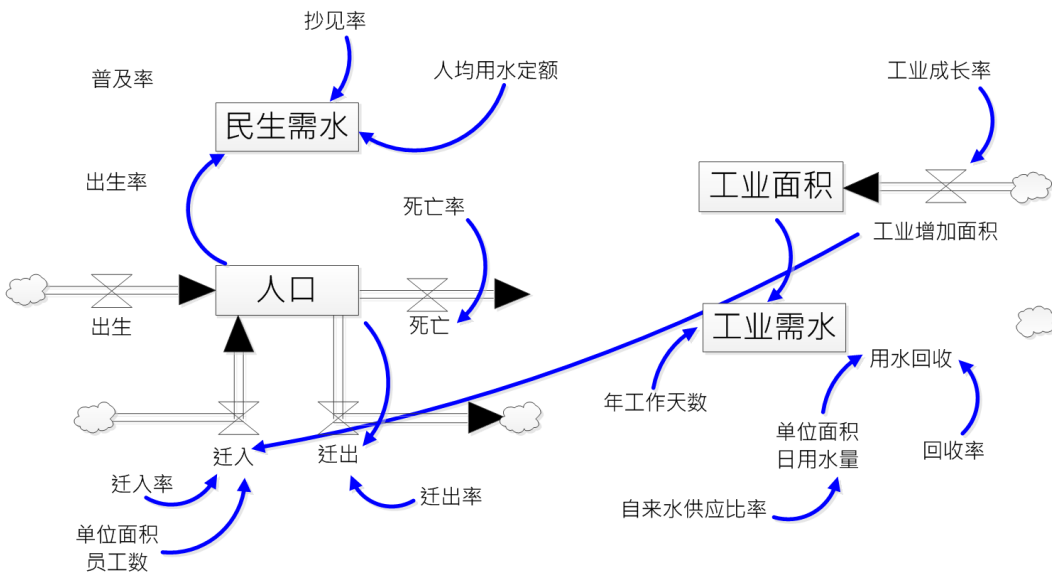 抄见率
普及率
人均用水定额
工业成长率
民生需水
出生率
工业面积
死亡率
工业增加面积
人口
出生
死亡
工业需水
用水回收
年工作天数
单位面积
日用水量
回收率
迁入
迁出
迁入率
迁出率
自来水供应比率
单位面积
员工数